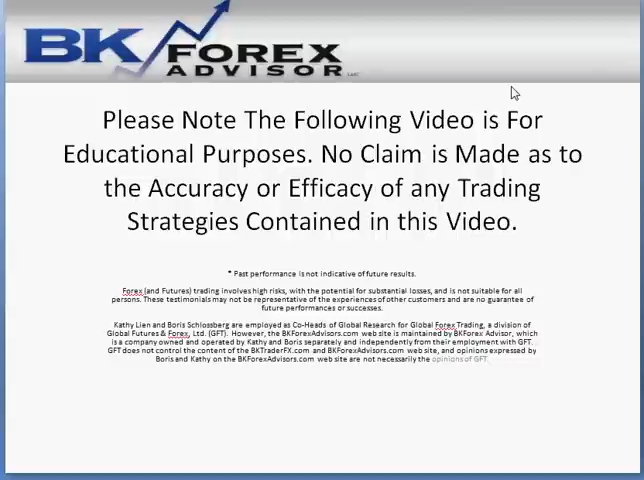 BK FOREX
ADVISOR
Please Note The Following Video is For
Educational Purposes. No Claim is Made as to
the Accuracy or Efficacy of any Trading
Strategies Contained in this Video.
* Past performance is not indicative of future results.
Forex (and Futures) trading involves high risks, with the potential for substantial losses, and is not suitable for all
persons. These testimonials may not be representative of the experiences of other customers and are no guarantee of
future performances or successes.
Kathy Lien and Boris Schlossberg are employed as Co-Heads of Global Research for Global Forex Trading, a division of
Global Futures & Forex, Ltd. (GFT). However, the BKForexAdvisors.com web site is maintained by BKForex Advisor, which
is a company owned and operated by Kathy and Boris separately and independently from their employment with GFT.
GFT does not control the content of the BKTraderFX.com and BKForexAdvisors.com web site, and opinions expressed by
Boris and Kathy on the BKForexAdvisors.com web site are not necessarily the opinions of GFT.